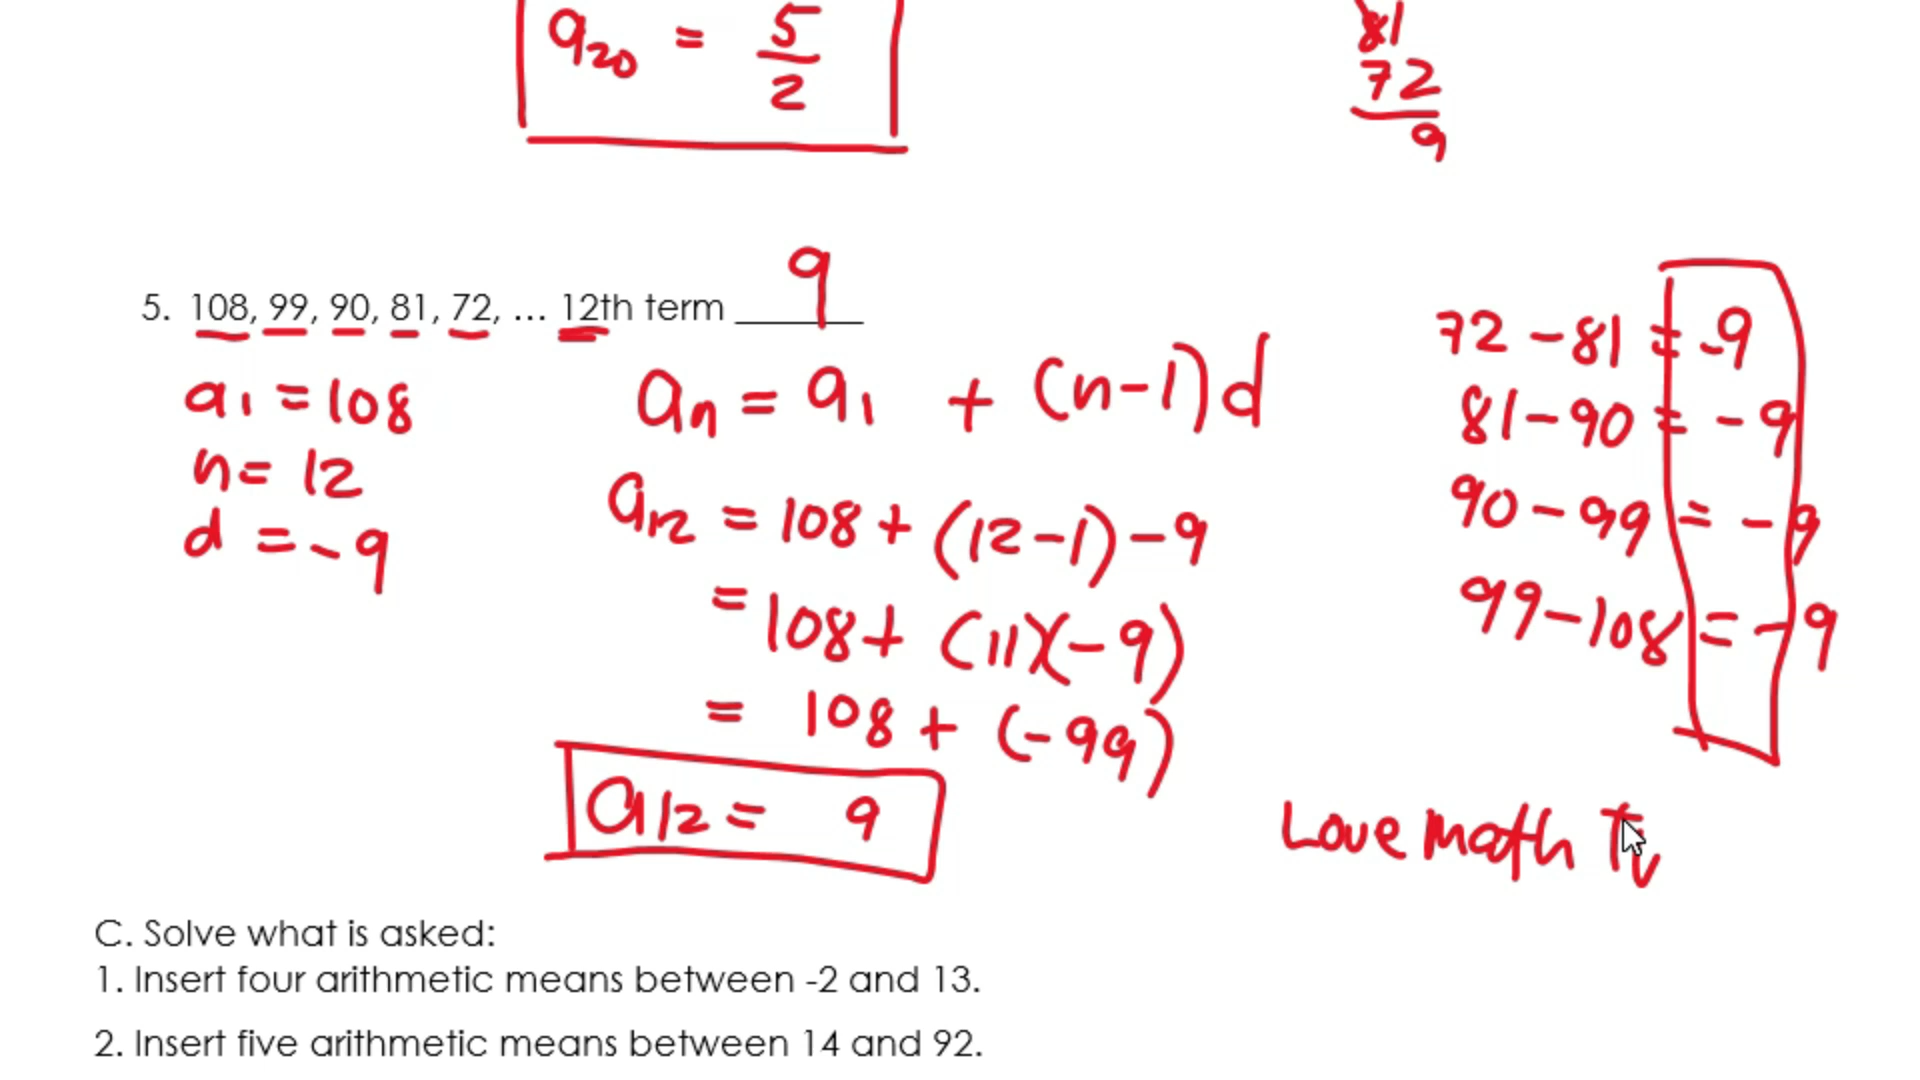 a20 = 5/2
81
72
9
5. 108, 99, 90, 81, 72, ... 12th term ______ 9
a1 = 108
n = 12
d = -9
an = a1 + (n-1)d
a12 = 108 + (12-1) -9
= 108 + (11)(-9)
= 108 + (-99)
a12 = 9
72 - 81 = -9
81 - 90 = -9
90 - 99 = -9
99 - 108 = -9
Love Math Tv
C. Solve what is asked:
1. Insert four arithmetic means between -2 and 13.
2. Insert five arithmetic means between 14 and 92.